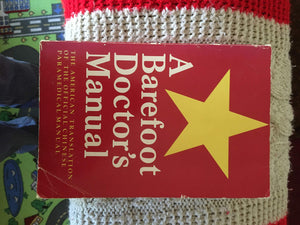 A
Barefoot
Doctor's
Manual
THE AMERICAN TRANSLATION
OF THE OFFICIAL CHINESE
PARAMEDICAL MANUAL